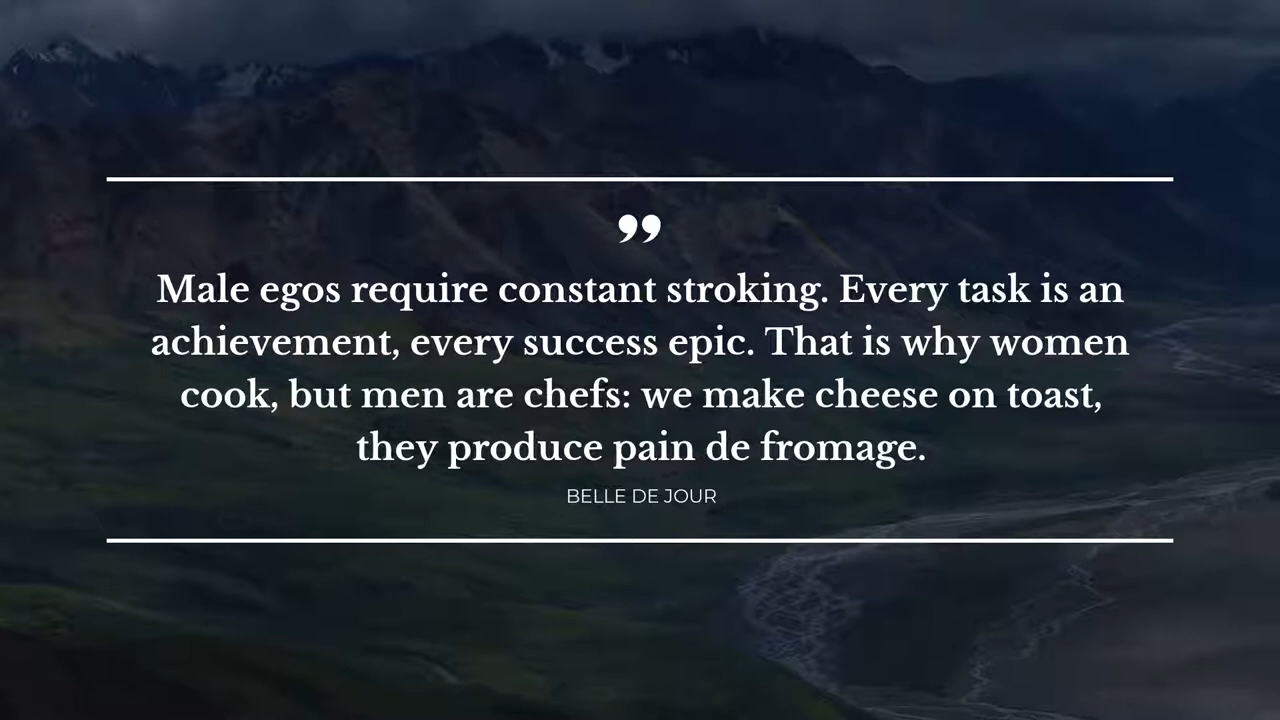 ”
Male egos require constant stroking. Every task is an
achievement, every success epic. That is why women
cook, but men are chefs: we make cheese on toast,
they produce pain de fromage.
BELLE DE JOUR